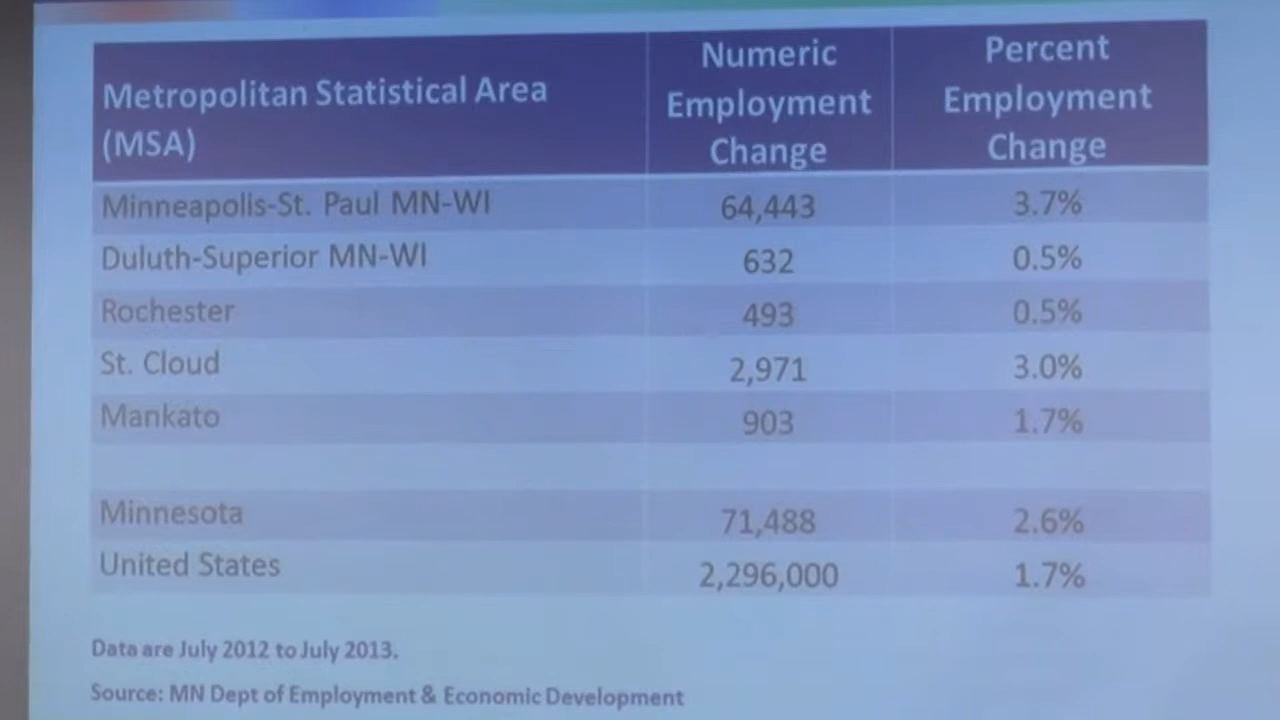 Metropolitan Statistical Area (MSA) Numeric Employment Change Percent Employment Change
Minneapolis-St. Paul MN-WI 64,443 3.7%
Duluth-Superior MN-WI 632 0.5%
Rochester 493 0.5%
St. Cloud 2,971 3.0%
Mankato 903 1.7%
Minnesota 71,488 2.6%
United States 2,296,000 1.7%
Data are July 2012 to July 2013.
Source: MN Dept of Employment & Economic Development